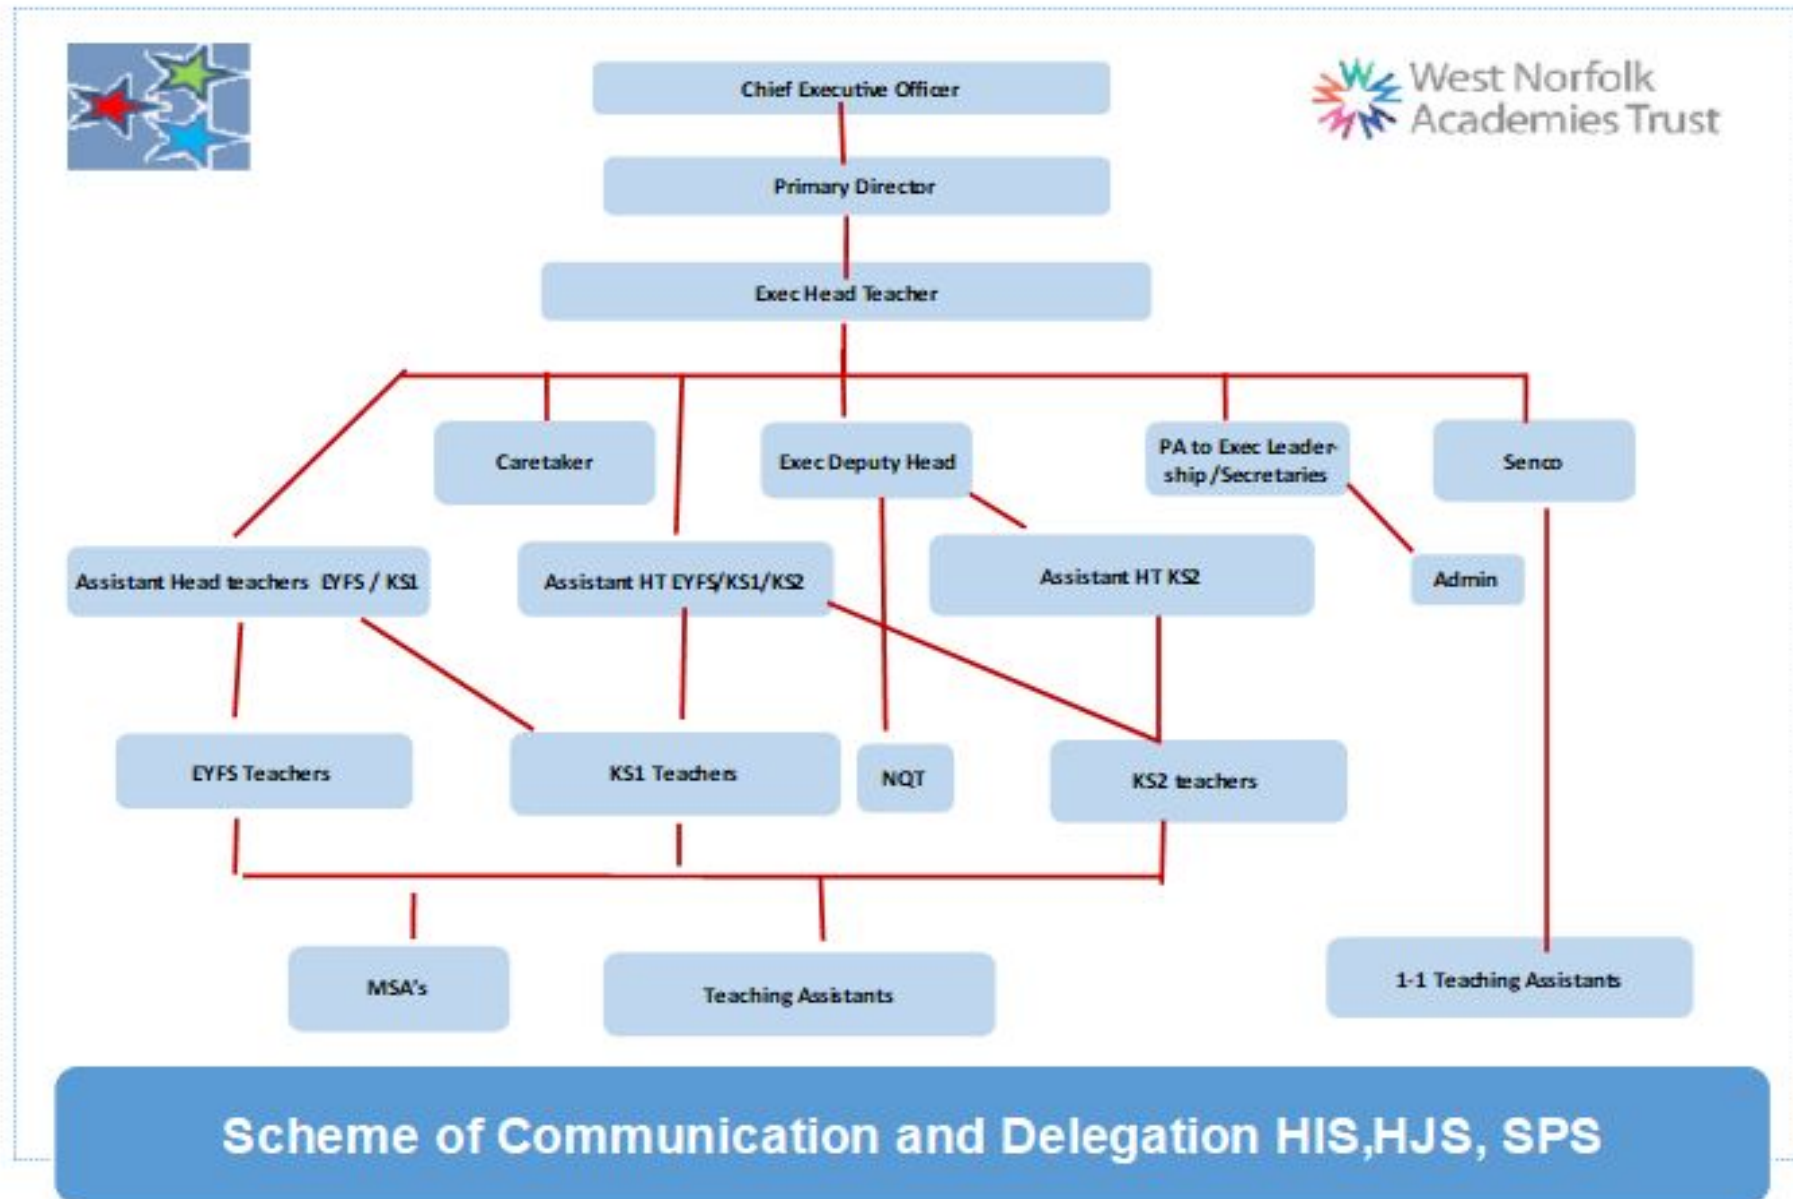 West Norfolk
Academies Trust
Chief Executive Officer
Primary Director
Exec Head Teacher
Caretaker
Exec Deputy Head
PA to Exec Leader-
ship /Secretaries
Senco
Assistant Head teachers EYFS / KS1
Assistant HT EYFS/KS1/KS2
Assistant HT KS2
Admin
EYFS Teachers
KS1 Teachers
NQT
KS2 teachers
MSA's
Teaching Assistants
1-1 Teaching Assistants
Scheme of Communication and Delegation HIS,HJS, SPS